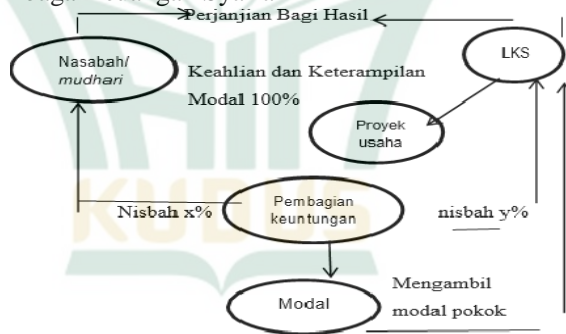 Perjanjian Bagi Hasil
Nasabah/
mudhari
LKS
Keahlian dan Keterampilan
Modal 100%
Proyek
usaha
Nisbah x%
Pembagian
keuntungan
nisbah y%
KUDUS
Modal
Mengambil
modal pokok